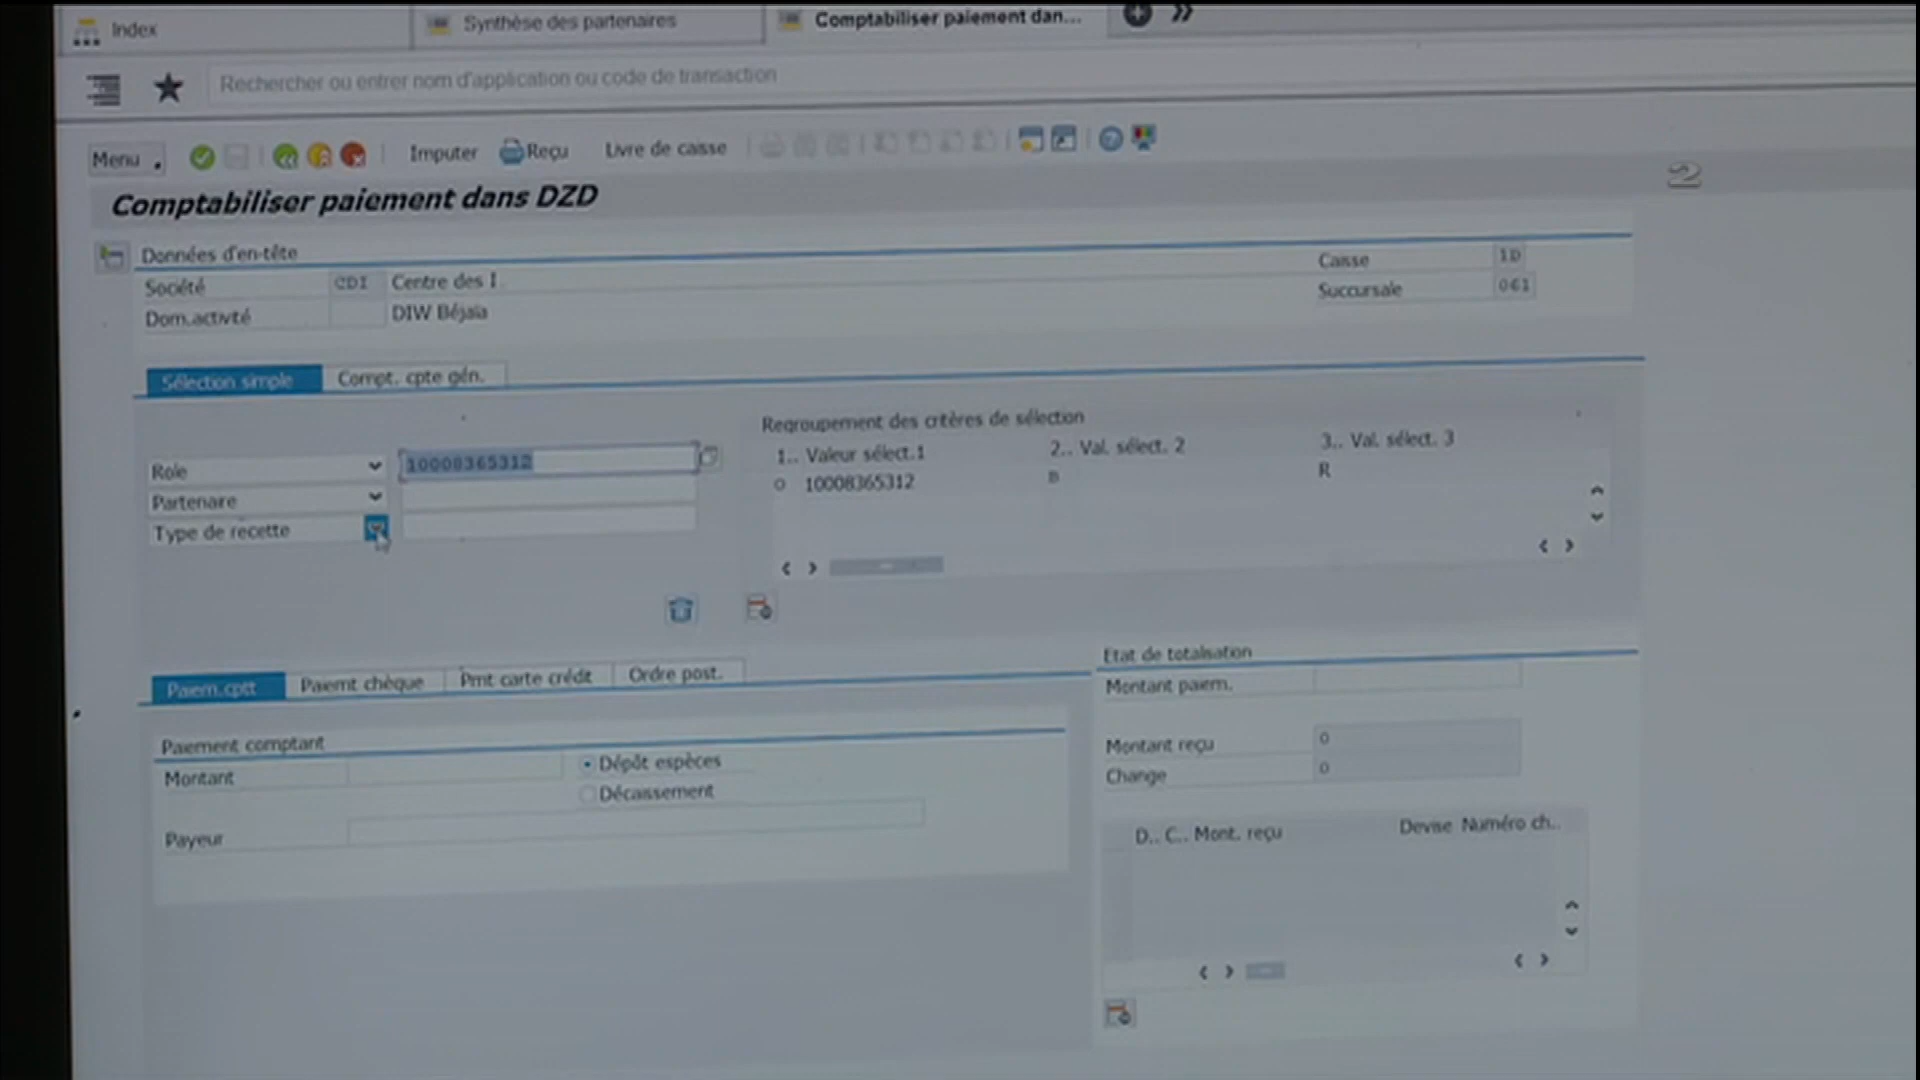 Index
Synthèse des partenaires
Comptabiliser paiement dan...
Rechercher ou entrer nom d'application ou code de transaction
Menu
Imputer
Reçu
Livre de caisse
Comptabiliser paiement dans DZD
2
Données d'en-tête
Société CDI Centre des I
Caisse 1D
Dom.activité DIW Béjaïa
Succursale 061
Sélection simple
Compt. cpte gén.
Regroupement des critères de sélection
1.. Valeur sélect.1
2.. Val. sélect. 2
3.. Val. sélect. 3
Role 10008365312
O 10008365312
B
R
Partenaire
Type de recette
Paiem.cptt
Paiemt chèque
Pmt carte crédit
Ordre post.
Etat de totalisation
Montant paiem.
Paiement comptant
Montant
Dépôt espèces
Décaissement
Payeur
Montant reçu 0
Change 0
D.. C.. Mont. reçu
Devise Numéro ch..